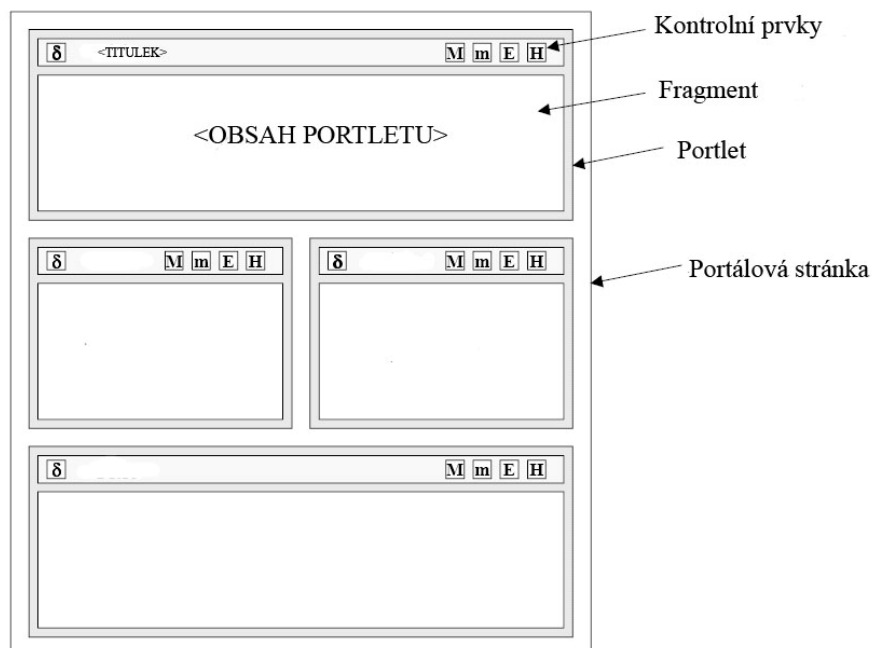 Kontrolní prvky
δ <TITULEK> M m E H
Fragment
<OBSAH PORTLETU>
Portlet
δ M m E H
δ M m E H
Portálová stránka
δ M m E H